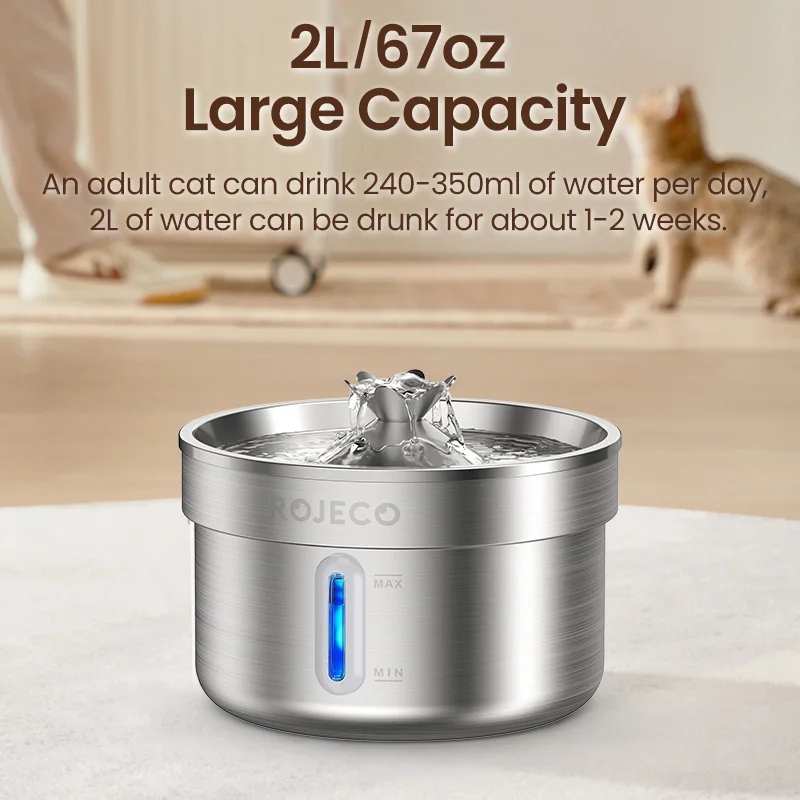 2L/67oz
Large Capacity
An adult cat can drink 240-350ml of water per day,
2L of water can be drunk for about 1-2 weeks.
ROJECO
MAX
MIN